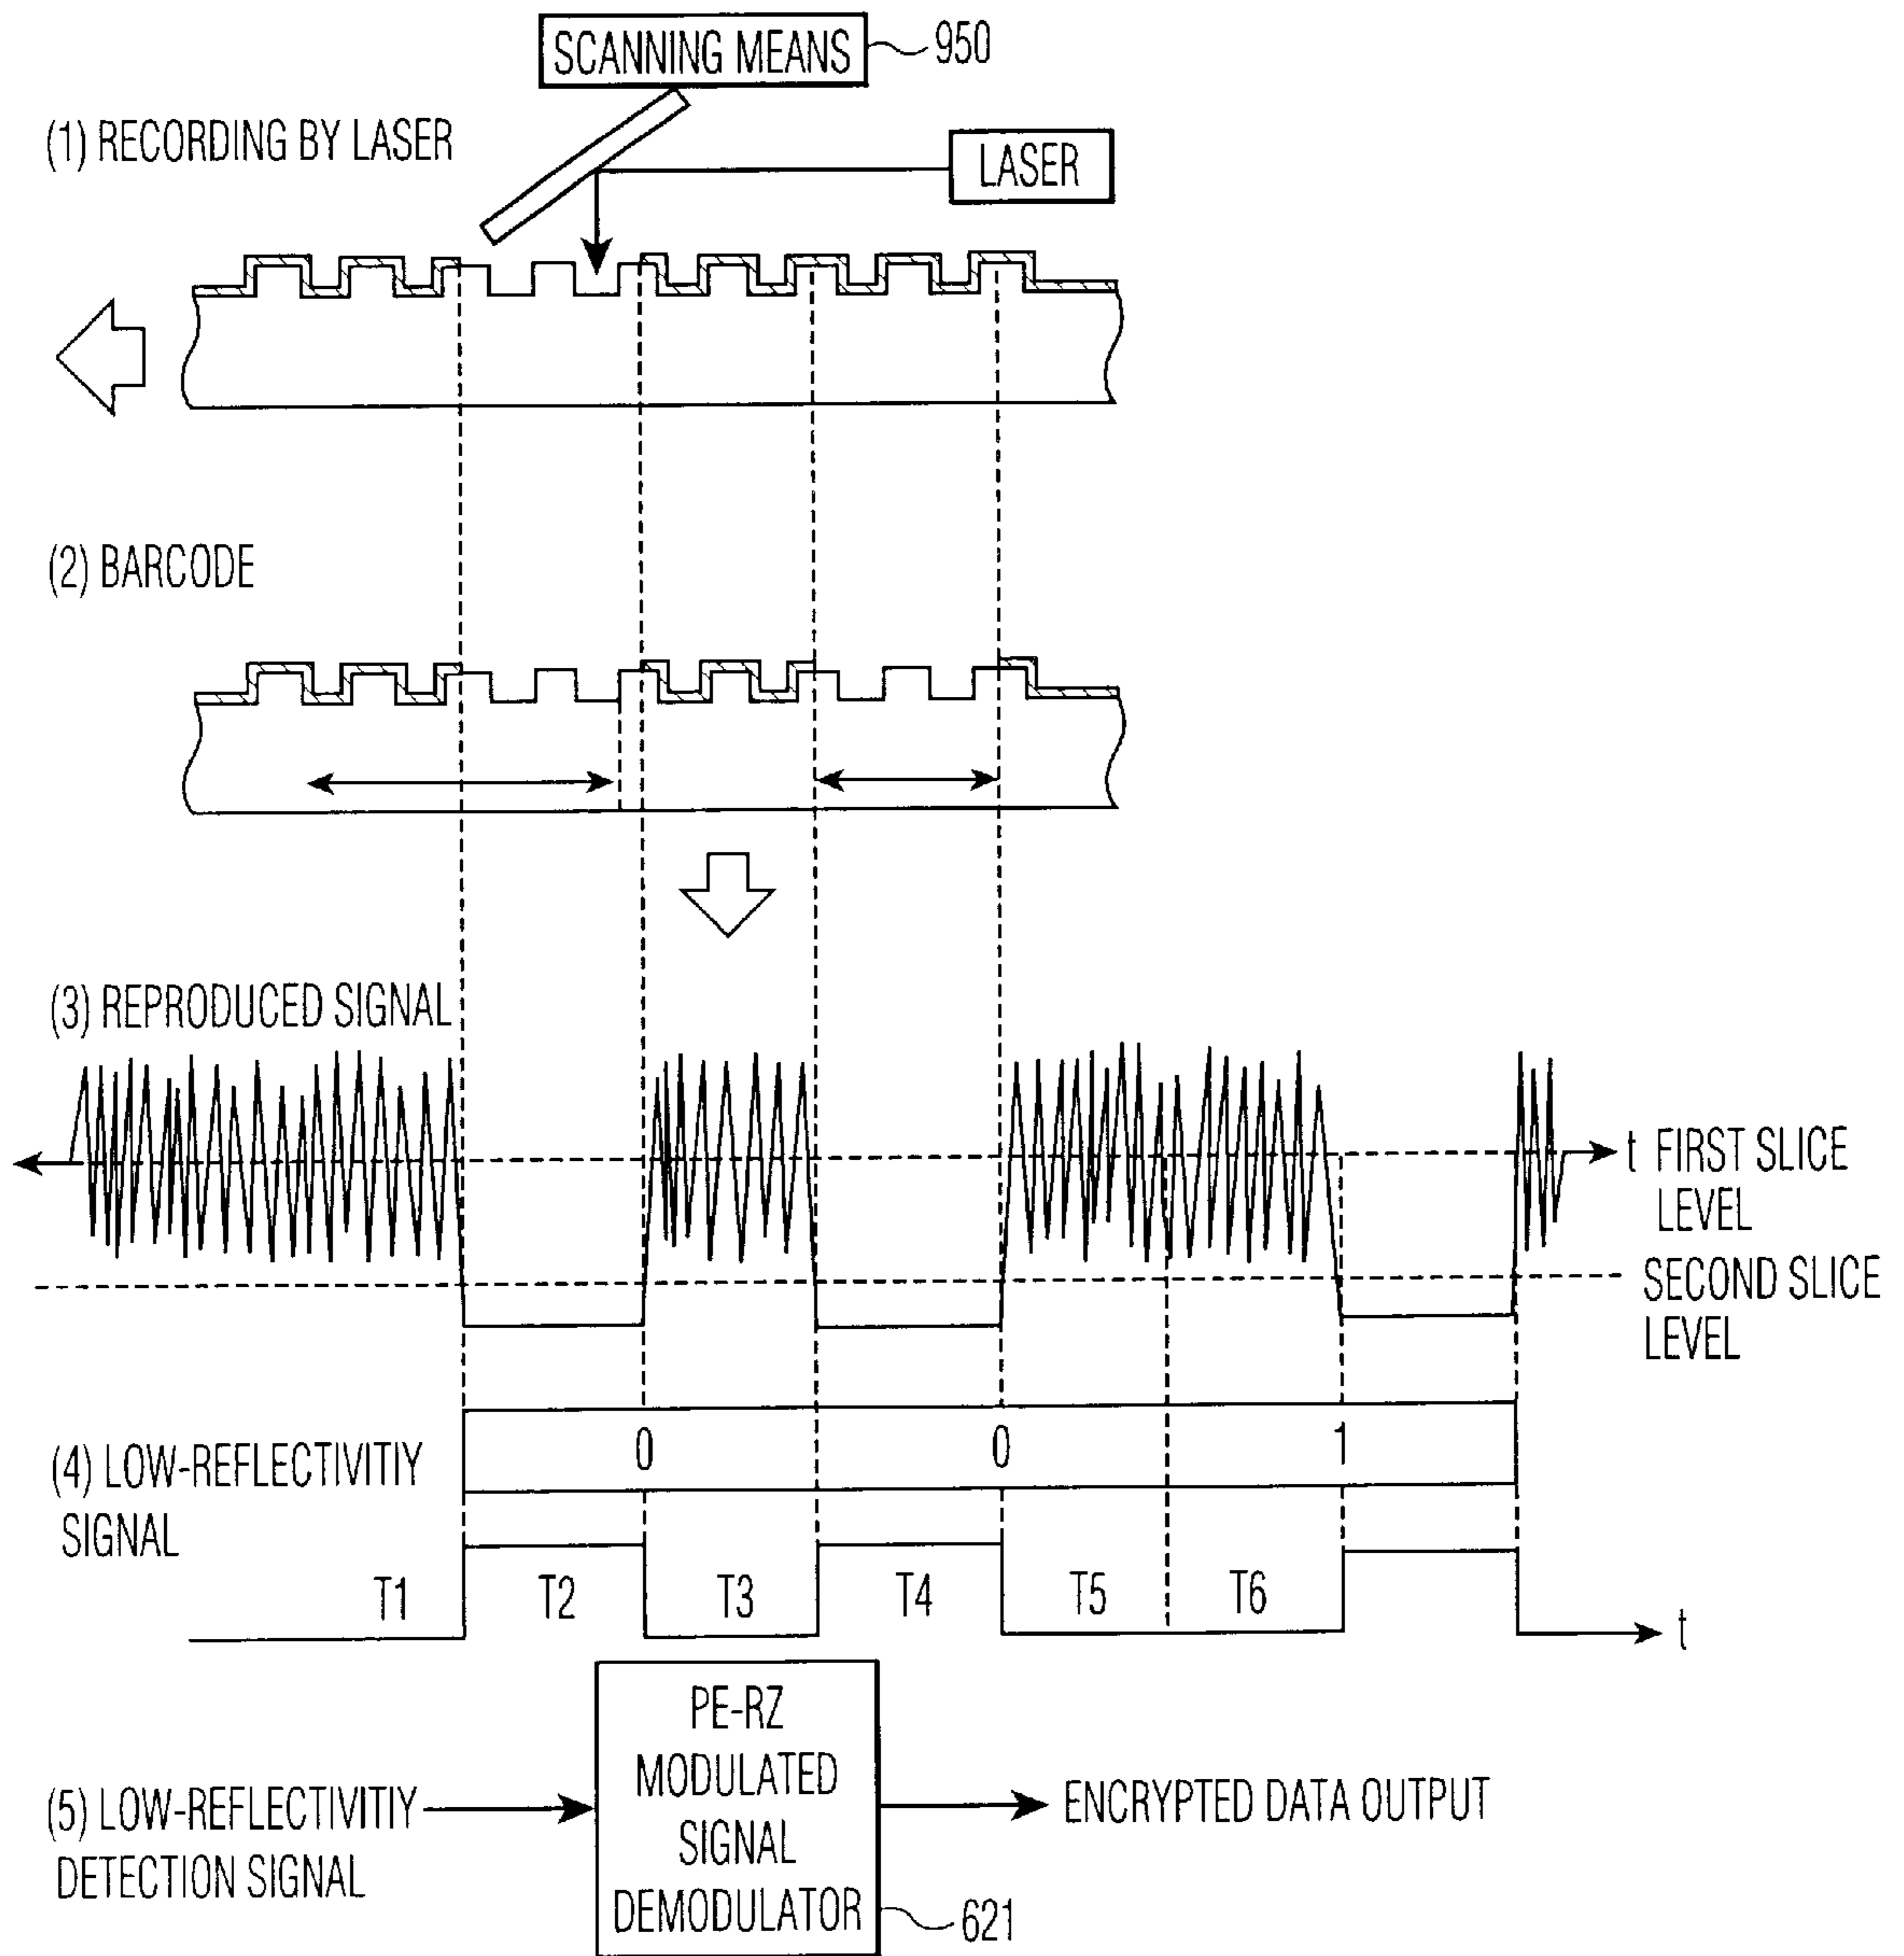 SCANNING MEANS
950
(1) RECORDING BY LASER
LASER
(2) BARCODE
(3) REPRODUCED SIGNAL
t FIRST SLICE
LEVEL
SECOND SLICE
LEVEL
0 0 1
(4) LOW-REFLECTIVITIY
SIGNAL
T1 T2 T3 T4 T5 T6
t
PE-RZ
MODULATED
SIGNAL
DEMODULATOR
(5) LOW-REFLECTIVITIY
DETECTION SIGNAL
ENCRYPTED DATA OUTPUT
621